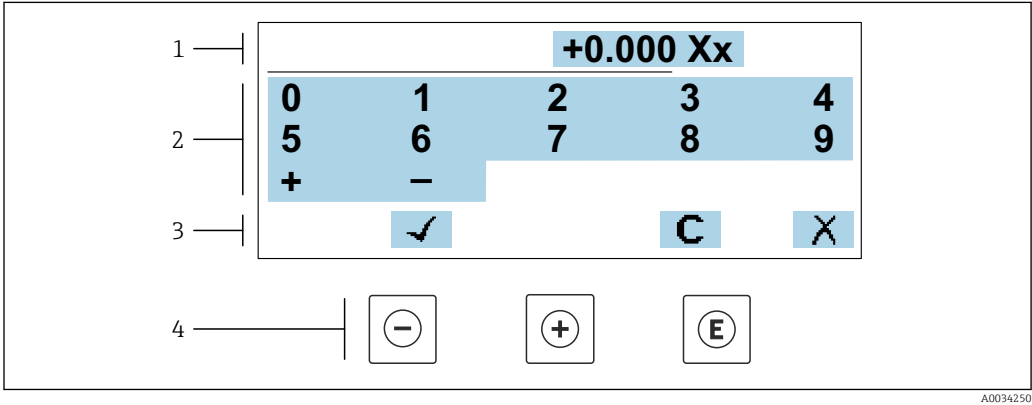 1 +0.000 Xx
0 1 2 3 4
2 5 6 7 8 9
+ −
3 ✓ C X
4 − + E
A0034250